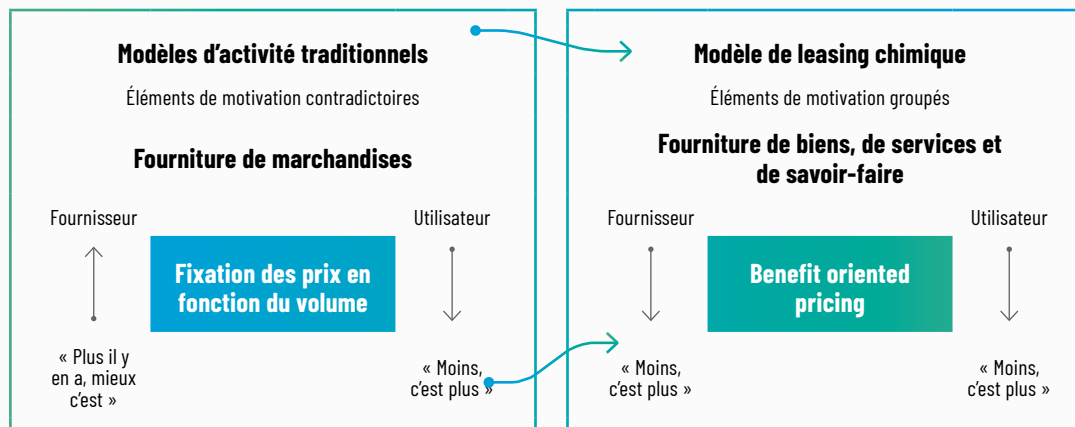 Modèles d’activité traditionnels
Éléments de motivation contradictoires
Fourniture de marchandises
Fournisseur
Utilisateur
Fixation des prix en
fonction du volume
« Plus il y
en a, mieux
c’est »
« Moins,
c’est plus »
Modèle de leasing chimique
Éléments de motivation groupés
Fourniture de biens, de services et
de savoir-faire
Fournisseur
Utilisateur
Benefit oriented
pricing
« Moins,
c’est plus »
« Moins,
c’est plus »